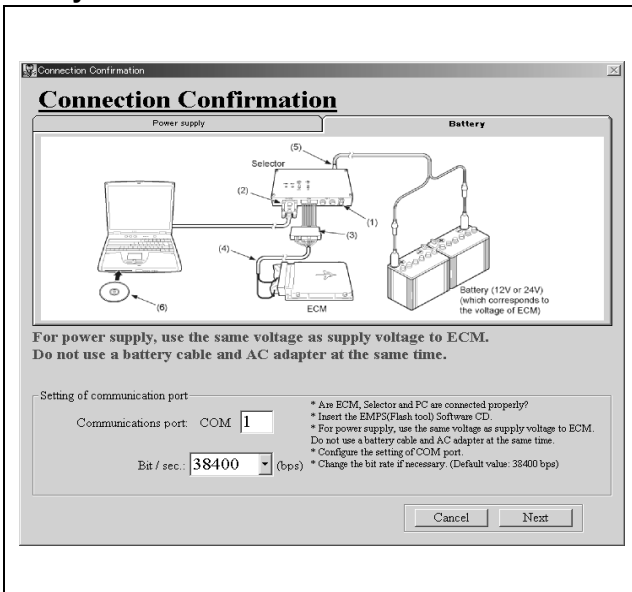 Connection Confirmation
Connection Confirmation
Power supply
Battery
(5)
Selector
(2)
(1)
(3)
(4)
(6)
ECM
Battery (12V or 24V)
(which corresponds to
the voltage of ECM)
For power supply, use the same voltage as supply voltage to ECM.
Do not use a battery cable and AC adapter at the same time.
Setting of communication port
Communications port: COM 1
Bit / sec.: 38400 (bps)
* Are ECM, Selector and PC are connected properly?
* Insert the EMPS(Flash tool) Software CD.
* For power supply, use the same voltage as supply voltage to ECM.
Do not use a battery cable and AC adapter at the same time.
* Configure the setting of COM port.
* Change the bit rate if necessary. (Default value: 38400 bps)
Cancel
Next